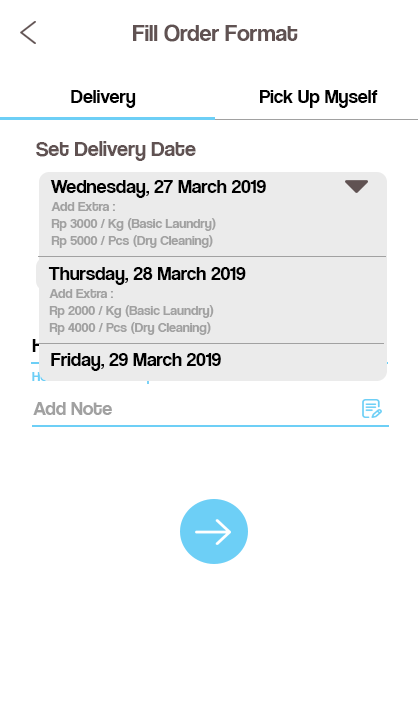 Fill Order Format
Delivery
Pick Up Myself
Set Delivery Date
Wednesday, 27 March 2019
Add Extra :
Rp 3000 / Kg (Basic Laundry)
Rp 5000 / Pcs (Dry Cleaning)
Thursday, 28 March 2019
Add Extra :
Rp 2000 / Kg (Basic Laundry)
Rp 4000 / Pcs (Dry Cleaning)
Friday, 29 March 2019
Add Note